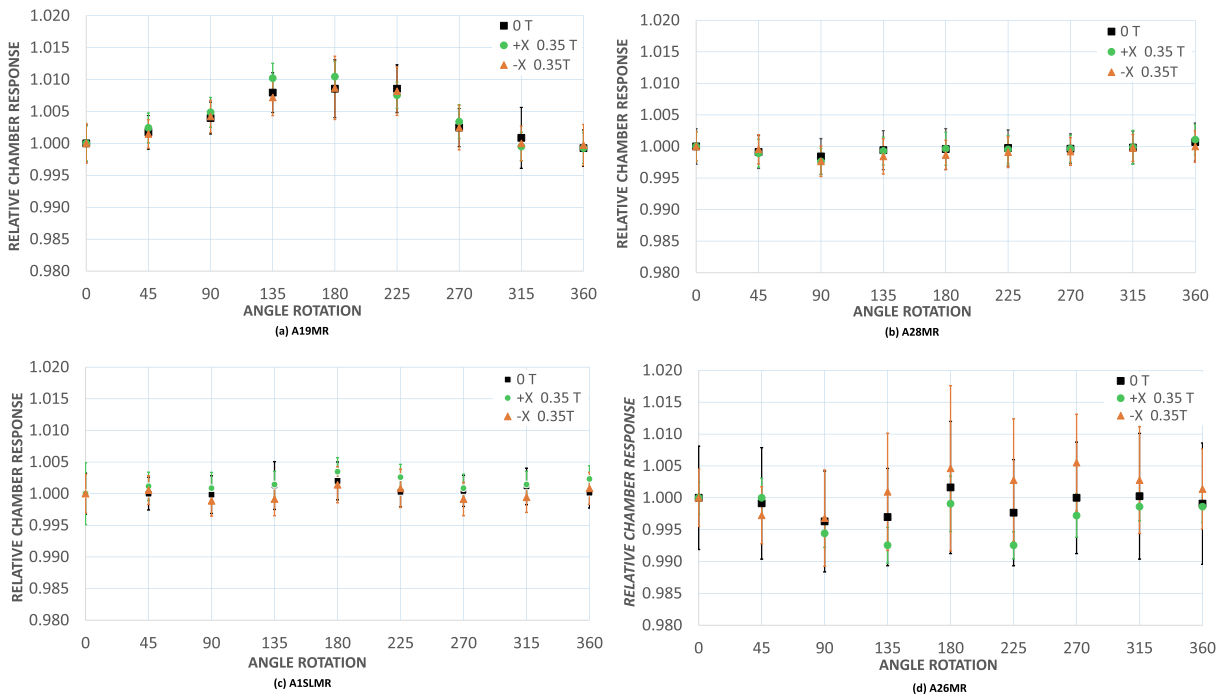 1.020
1.015
1.010
1.005
1.000
0.995
0.990
0.985
0.980
RELATIVE CHAMBER RESPONSE
0 T
+X 0.35 T
-X 0.35T
0 45 90 135 180 225 270 315 360
ANGLE ROTATION
(a) A19MR
1.020
1.015
1.010
1.005
1.000
0.995
0.990
0.985
0.980
RELATIVE CHAMBER RESPONSE
0 T
+X 0.35 T
-X 0.35T
0 45 90 135 180 225 270 315 360
ANGLE ROTATION
(b) A28MR
1.020
1.015
1.010
1.005
1.000
0.995
0.990
0.985
0.980
RELATIVE CHAMBER RESPONSE
0 T
+X 0.35 T
-X 0.35T
0 45 90 135 180 225 270 315 360
ANGLE ROTATION
(c) A1SLMR
1.020
1.015
1.010
1.005
1.000
0.995
0.990
0.985
0.980
RELATIVE CHAMBER RESPONSE
0 T
+X 0.35 T
-X 0.35T
0 45 90 135 180 225 270 315 360
ANGLE ROTATION
(d) A26MR